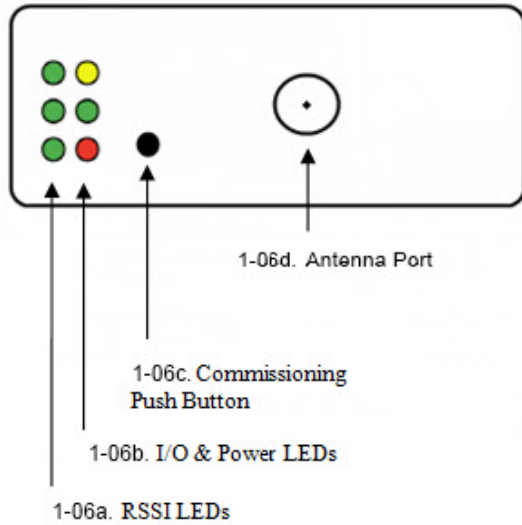 1-06d. Antenna Port
1-06c. Commissioning
Push Button
1-06b. I/O & Power LEDs
1-06a. RSSI LEDs